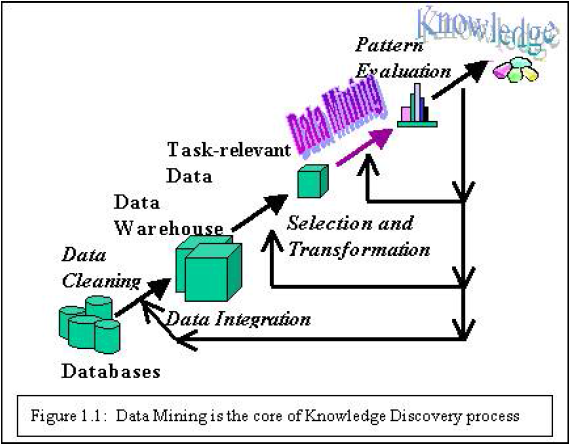 Knowledge
Pattern
Evaluation
Data Mining
Task-relevant
Data
Data
Warehouse
Selection and
Transformation
Data
Cleaning
Data Integration
Databases
Figure 1.1: Data Mining is the core of Knowledge Discovery process